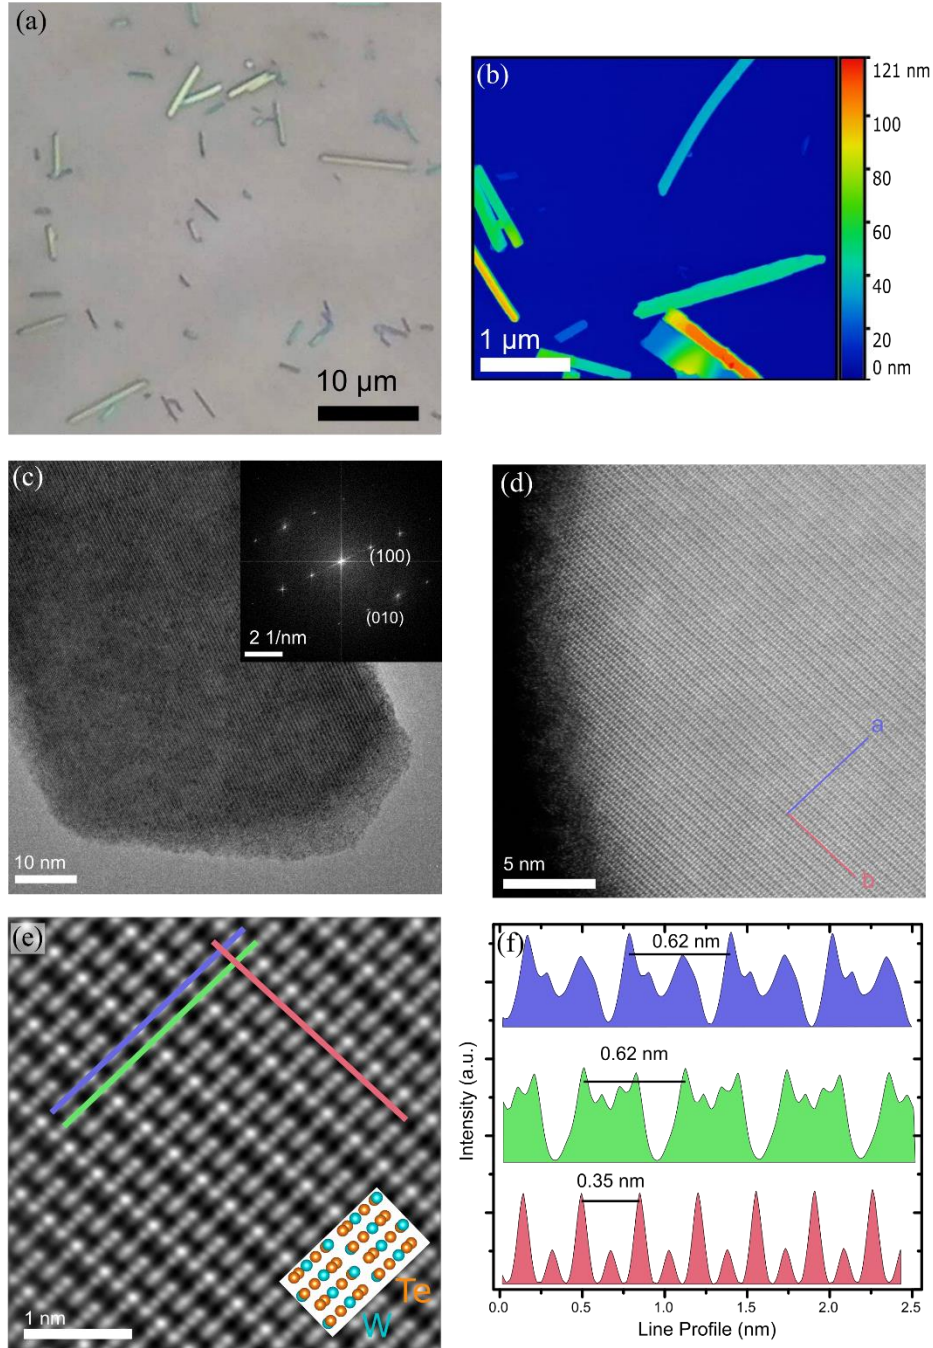 (a)
10 µm
(b)
121 nm
100
80
60
40
20
0 nm
1 µm
(c)
(100)
(010)
2 1/nm
10 nm
(d)
a
b
5 nm
(e)
Te
W
1 nm
(f)
0.62 nm
0.62 nm
0.35 nm
Intensity (a.u.)
0.0 0.5 1.0 1.5 2.0 2.5
Line Profile (nm)